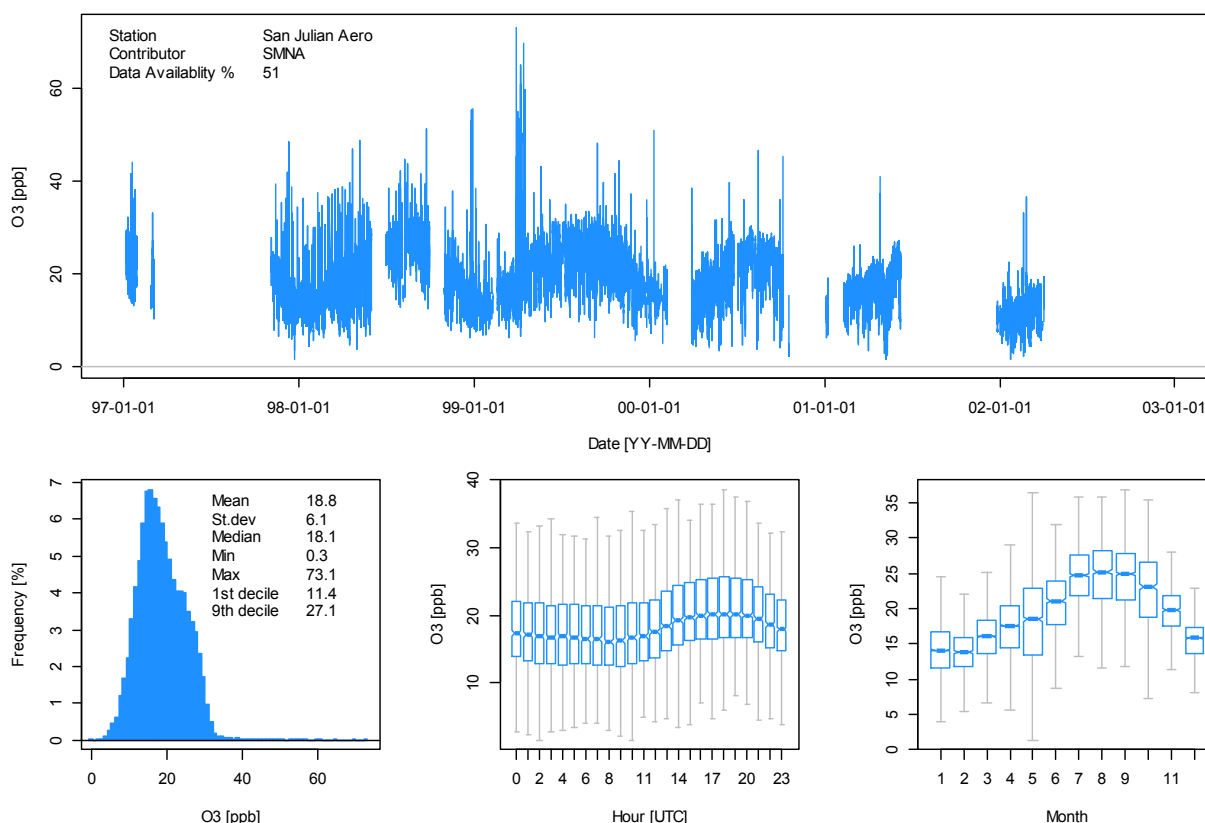 Station San Julian Aero
Contributor SMNA
Data Availablity % 51
O3 [ppb]
60
40
20
0
97-01-01 98-01-01 99-01-01 00-01-01 01-01-01 02-01-01 03-01-01
Date [YY-MM-DD]
Frequency [%]
7
6
5
4
3
2
1
0
Mean 18.8
St.dev 6.1
Median 18.1
Min 0.3
Max 73.1
1st decile 11.4
9th decile 27.1
0 20 40 60
O3 [ppb]
O3 [ppb]
40
30
20
10
0 2 4 6 8 11 14 17 20 23
Hour [UTC]
O3 [ppb]
35
30
25
20
15
10
5
0
1 2 3 4 5 6 7 8 9 11
Month